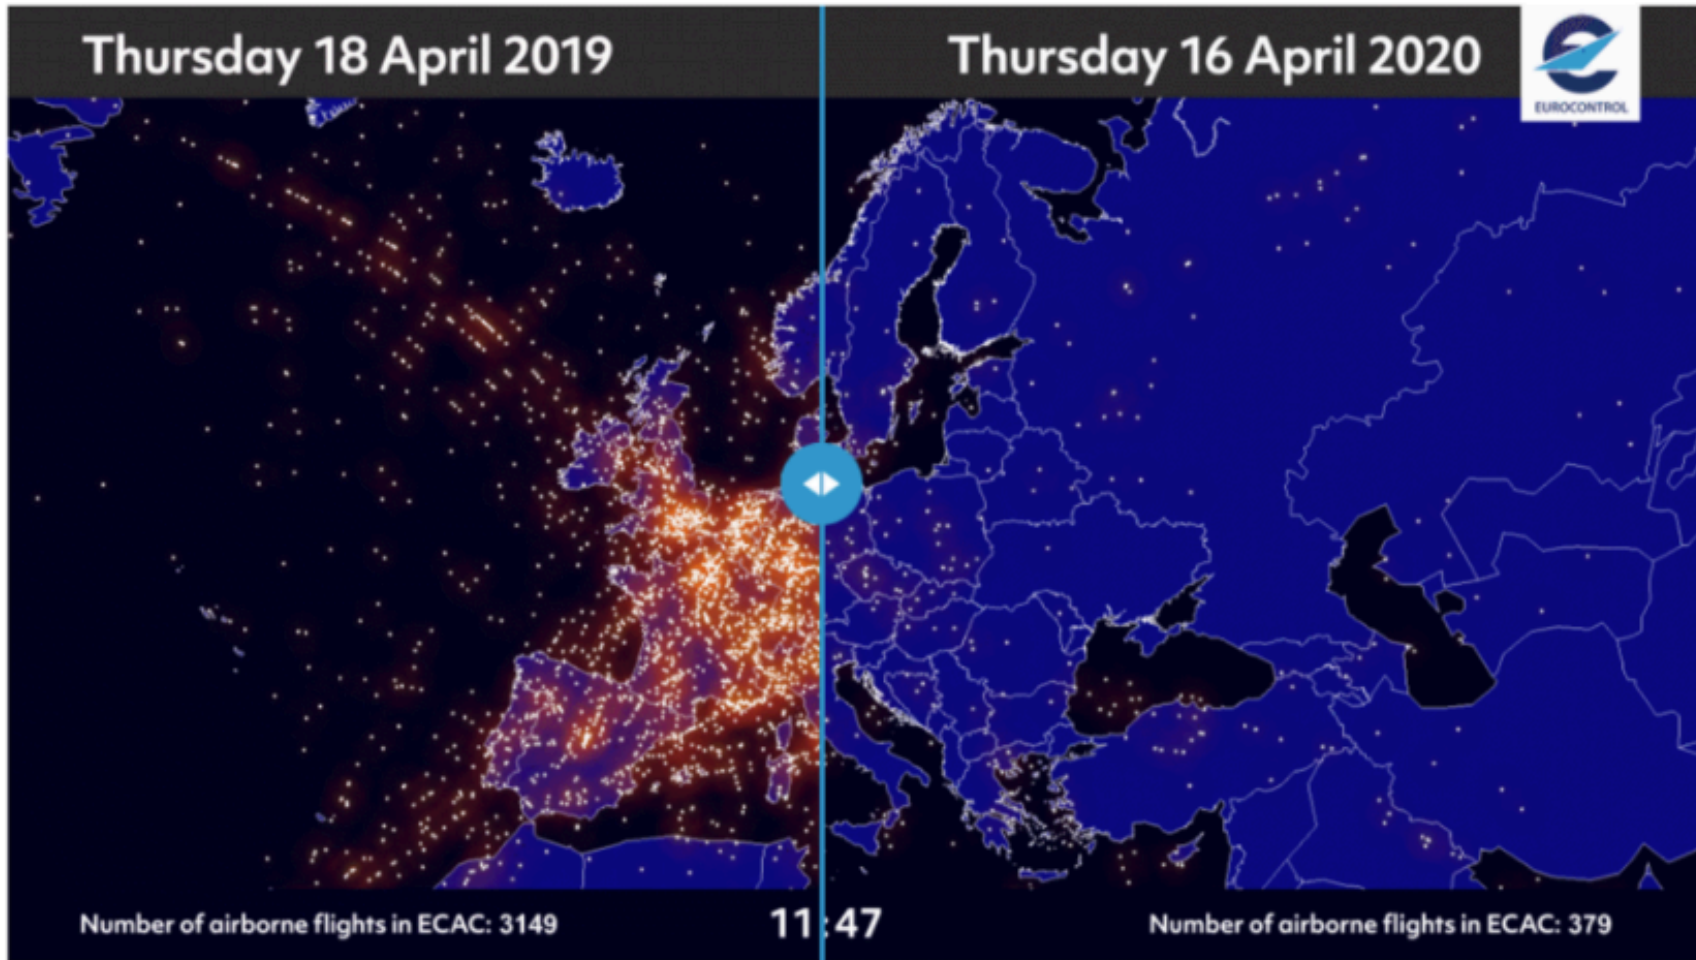 Thursday 18 April 2019
Thursday 16 April 2020
EUROCONTROL
Number of airborne flights in ECAC: 3149
11:47
Number of airborne flights in ECAC: 379